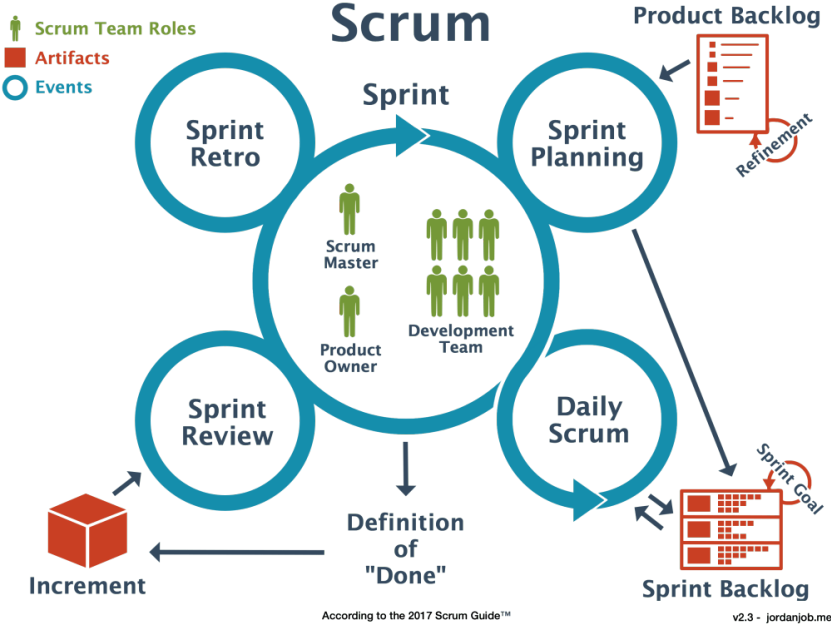 Scrum
Scrum Team Roles
Artifacts
Events
Product Backlog
Refinement
Sprint
Sprint
Retro
Sprint
Planning
Scrum
Master
Product
Owner
Development
Team
Sprint
Review
Daily
Scrum
Sprint Goal
Definition
of
"Done"
Increment
Sprint Backlog
According to the 2017 Scrum Guide™
v2.3 - jordanjob.me